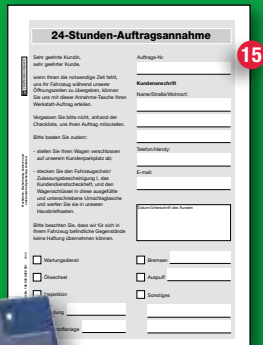 24-Stunden-Auftragsannahme
15
Sehr geehrte Kundin,
sehr geehrter Kunde,
wenn Ihnen die notwendige Zeit fehlt,
uns Ihr Fahrzeug während unserer
Öffnungszeiten zu übergeben, können
Sie uns mit dieser Annahme-Tasche Ihren
Werkstatt-Auftrag erteilen.
Vergessen Sie bitte nicht, anhand der
Checkliste, uns Ihren Auftrag mitzuteilen.
Bitte beaten Sie zudem:
- stellen Sie Ihren Wagen verschlossen
auf unserem Kundenparkplatz ab;
- stecken Sie den Fahrzeugschein/
Zulassungsbescheinigung I, das
Kundendienstscheckheft, und den
Wagenschlüssel in diese ausgefüllte
und unterschriebene Umschlagtasche
und werfen Sie sie in unseren
Hausbriefkasten.
Bitte beachten Sie, dass wir für sich in
Ihrem Fahrzeug befindliche Gegenstände
keine Haftung übernehmen können.
Auftrags-Nr.
Kundenanschrift
Name/Straße/Wohnort:
Telefon/Handy:
E-mail:
Datum/Unterschrift des Kunden
Wartungsdienst
Bremsen
Ölwechsel
Auspuff
Inspektion
Sonstiges